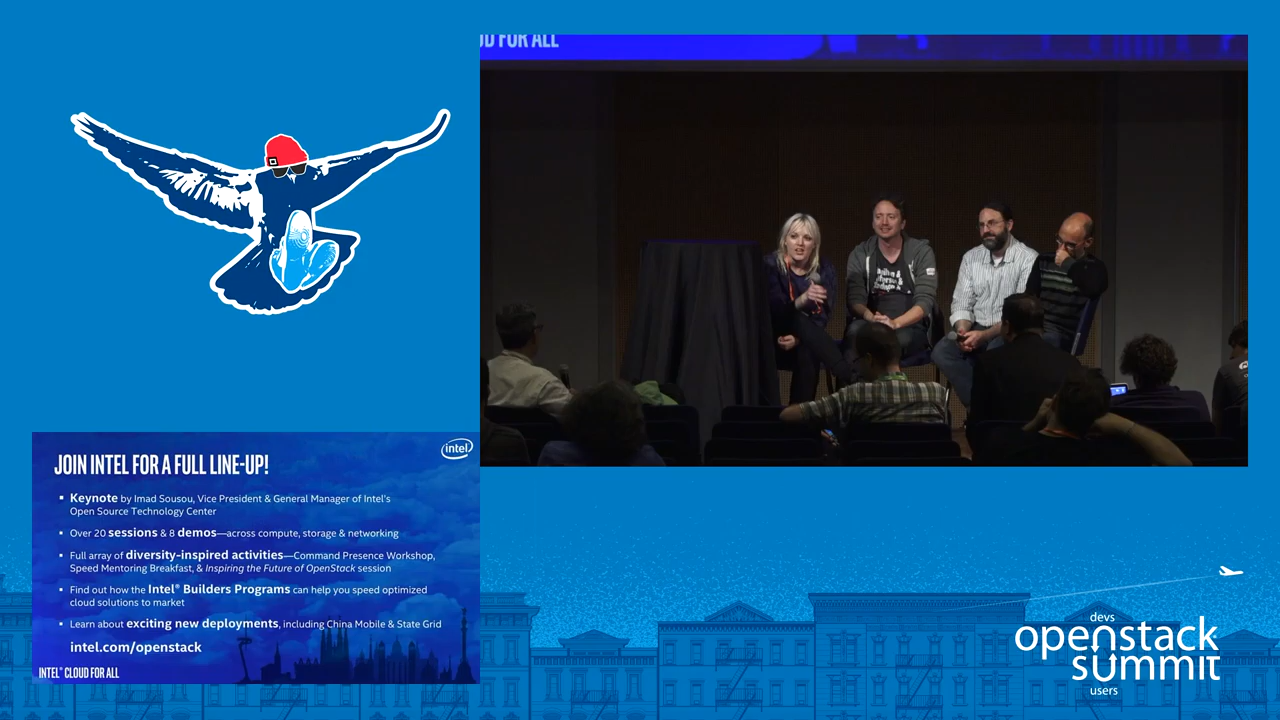 UD FOR ALL
intel
JOIN INTEL FOR A FULL LINE-UP!
▪ Keynote by Imad Sousou, Vice President & General Manager of Intel's
Open Source Technology Center
▪ Over 20 sessions & 8 demos—across compute, storage & networking
▪ Full array of diversity-inspired activities—Command Presence Workshop,
Speed Mentoring Breakfast, & Inspiring the Future of OpenStack session
▪ Find out how the Intel® Builders Programs can help you speed optimized
cloud solutions to market
▪ Learn about exciting new deployments, including China Mobile & State Grid
intel.com/openstack
INTEL® CLOUD FOR ALL
devs
openstack
summit
users